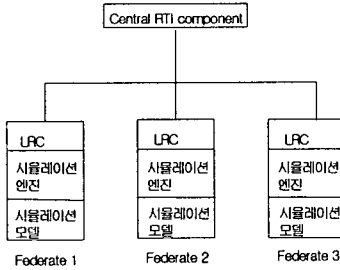 Central RTI component
LRC
시뮬레이션
엔진
시뮬레이션
모델
Federate 1
LRC
시뮬레이션
엔진
시뮬레이션
모델
Federate 2
LRC
시뮬레이션
엔진
시뮬레이션
모델
Federate 3